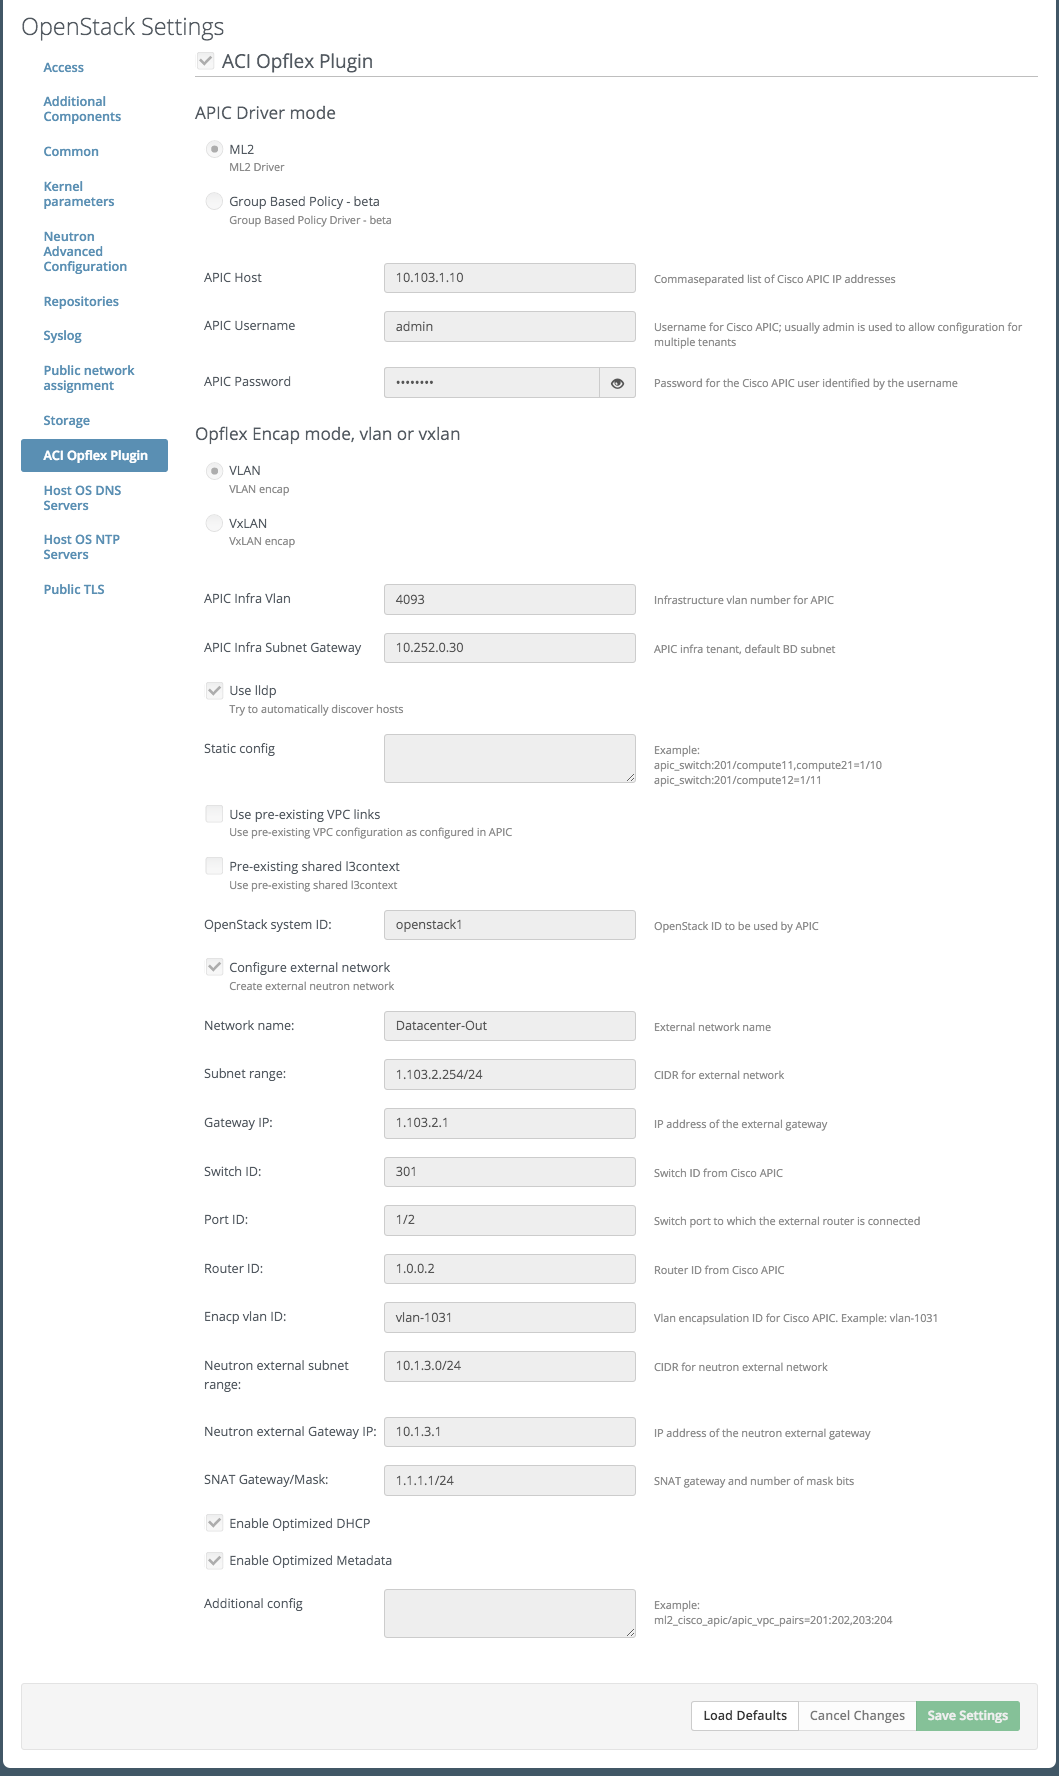 OpenStack Settings
Access
Additional
Components
Common
Kernel
parameters
Neutron
Advanced
Configuration
Repositories
Syslog
Public network
assignment
Storage
ACI Opflex Plugin
Host OS DNS
Servers
Host OS NTP
Servers
Public TLS
ACI Opflex Plugin
APIC Driver mode
ML2
ML2 Driver
Group Based Policy - beta
Group Based Policy Driver - beta
APIC Host 10.103.1.10 Commaseparated list of Cisco APIC IP addresses
APIC Username admin Username for Cisco APIC; usually admin is used to allow configuration for
multiple tenants
APIC Password •••••••• Password for the Cisco APIC user identified by the username
Opflex Encap mode, vlan or vxlan
VLAN
VLAN encap
VxLAN
VxLAN encap
APIC Infra Vlan 4093 Infrastructure vlan number for APIC
APIC Infra Subnet Gateway 10.252.0.30 APIC infra tenant, default BD subnet
Use lldp
Try to automatically discover hosts
Static config Example:
apic_switch:201/compute11,compute21=1/10
apic_switch:201/compute12=1/11
Use pre-existing VPC links
Use pre-existing VPC configuration as configured in APIC
Pre-existing shared l3context
Use pre-existing shared l3context
OpenStack system ID: openstack1 OpenStack ID to be used by APIC
Configure external network
Create external neutron network
Network name: Datacenter-Out External network name
Subnet range: 1.103.2.254/24 CIDR for external network
Gateway IP: 1.103.2.1 IP address of the external gateway
Switch ID: 301 Switch ID from Cisco APIC
Port ID: 1/2 Switch port to which the external router is connected
Router ID: 1.0.0.2 Router ID from Cisco APIC
Enacp vlan ID: vlan-1031 Vlan encapsulation ID for Cisco APIC. Example: vlan-1031
Neutron external subnet 10.1.3.0/24 CIDR for neutron external network
range:
Neutron external Gateway IP: 10.1.3.1 IP address of the neutron external gateway
SNAT Gateway/Mask: 1.1.1.1/24 SNAT gateway and number of mask bits
Enable Optimized DHCP
Enable Optimized Metadata
Additional config Example:
ml2_cisco_apic/apic_vpc_pairs=201:202,203:204
Load Defaults Cancel Changes Save Settings